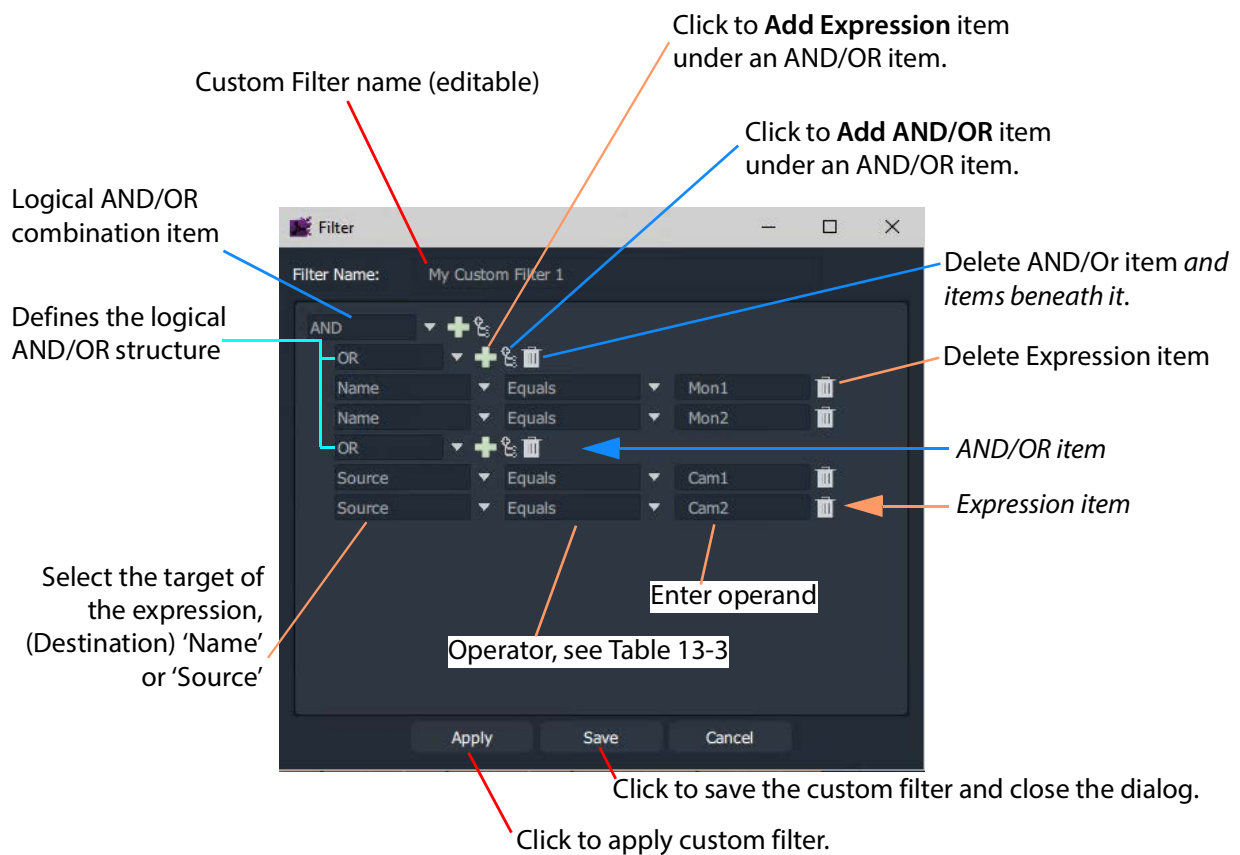 Click to Add Expression item
under an AND/OR item.
Custom Filter name (editable)
Click to Add AND/OR item
under an AND/OR item.
Logical AND/OR
combination item
Filter
Filter Name:
My Custom Filter 1
Delete AND/Or item and
items beneath it.
Defines the logical
AND/OR structure
AND
OR
Delete Expression item
Name Equals Mon1
Name Equals Mon2
OR
AND/OR item
Source Equals Cam1
Source Equals Cam2
Expression item
Select the target of
the expression,
(Destination) ‘Name’
or ‘Source’
Enter operand
Operator, see Table 13-3
Apply Save Cancel
Click to save the custom filter and close the dialog.
Click to apply custom filter.